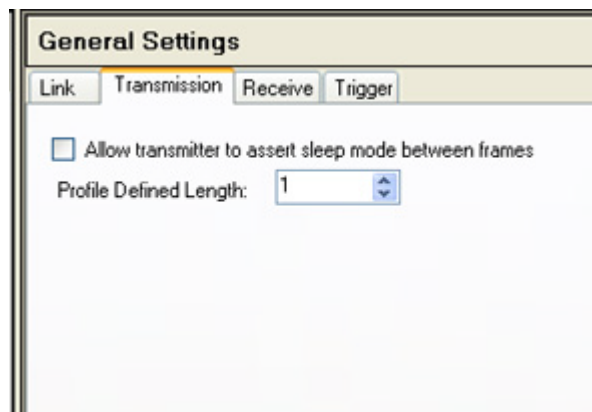 General Settings
Link Transmission Receive Trigger
Allow transmitter to assert sleep mode between frames
Profile Defined Length: 1